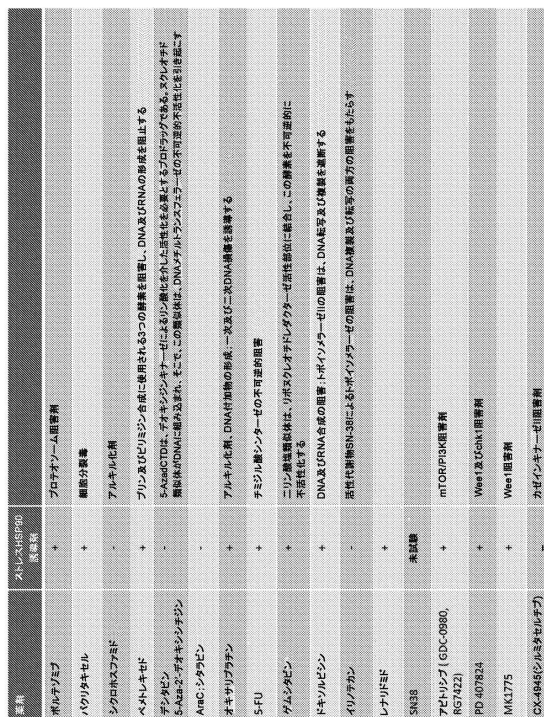 薬剤
ストレスHSP90
誘導剤
ボルテゾミブ
+
プロテオソーム阻害剤
パクリタキセル
+
細胞分裂毒
シクロホスファミド
-
アルキル化剤
ペメトレキセド
+
プリン及びピリミジン合成に使用される3つの酵素を阻害し、DNA及びRNAの形成を阻止する
デシタビン
5-Aza-2'-デオキシシチジン
-
5-AzadCTDは、デオキシジンキナーゼによるリン酸化を介した活性化を必要とするプロドラッグである。ヌクレオチド
類似体がDNAに組み込まれ、そこで、この類似体は、DNAメチルトランスフェラーゼの不可逆的不活性化を引き起こす
AraC:シタラビン
-
オキサリプラチン
+
アルキル化剤、DNA付加物の形成:一次及び二次DNA損傷を誘導する
5-FU
+
チミジル酸シンターゼの不可逆的阻害
ゲムシタビン
+
二リン酸塩類似体は、リボヌクレオチドレダクターゼ活性部位に結合し、この酵素を不可逆的に
不活性化する
ドキソルビシン
+
DNA及びRNA合成の阻害:トポイソメラーゼIIの阻害は、DNA転写及び複製を遮断する
イリノテカン
-
活性代謝物SN-38によるトポイソメラーゼの阻害は、DNA複製及び転写の両方の阻害をもたらす
レナリドミド
+
SN38
未試験
アピトリシブ ( GDC-0980,
RG7422)
+
mTOR/PI3K阻害剤
PD 407824
+
Wee1及びchk1阻害剤
MK1775
+
Wee1阻害剤
CX-4945(シルミタセルチブ)
-
カゼインキナーゼII阻害剤